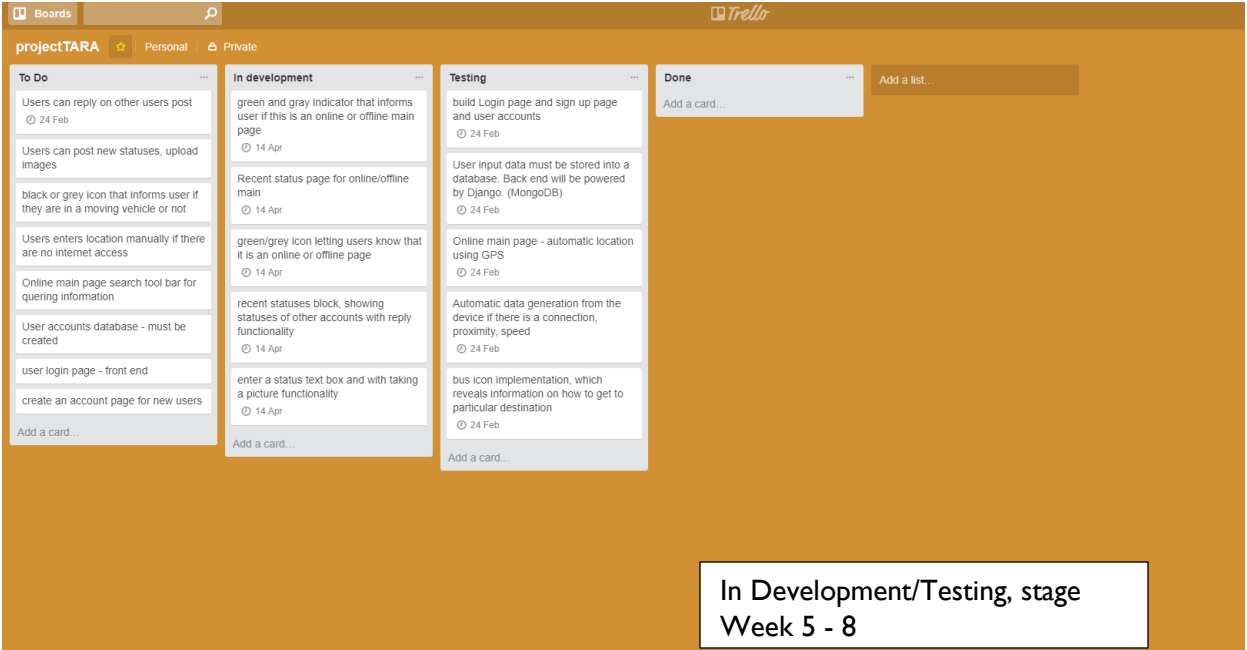 Boards
Trello
projectTARA
Personal
Private
To Do
Users can reply on other users post
24 Feb
Users can post new statuses, upload
images
black or grey icon that informs user if
they are in a moving vehicle or not
Users enters location manually if there
are no internet access
Online main page search tool bar for
quering information
User accounts database - must be
created
user login page - front end
create an account page for new users
Add a card...
In development
green and gray indicator that informs
user if this is an online or offline main
page
14 Apr
Recent status page for online/offline
main
14 Apr
green/grey icon letting users know that
it is an online or offline page
14 Apr
recent statuses block, showing
statuses of other accounts with reply
functionality
14 Apr
enter a status text box and with taking
a picture functionality
14 Apr
Add a card...
Testing
build Login page and sign up page
and user accounts
24 Feb
User input data must be stored into a
database. Back end will be powered
by Django. (MongoDB)
24 Feb
Online main page - automatic location
using GPS
24 Feb
Automatic data generation from the
device if there is a connection,
proximity, speed
24 Feb
bus icon implementation, which
reveals information on how to get to
particular destination
24 Feb
Add a card...
Done
Add a card...
Add a list...
In Development/Testing, stage
Week 5 - 8